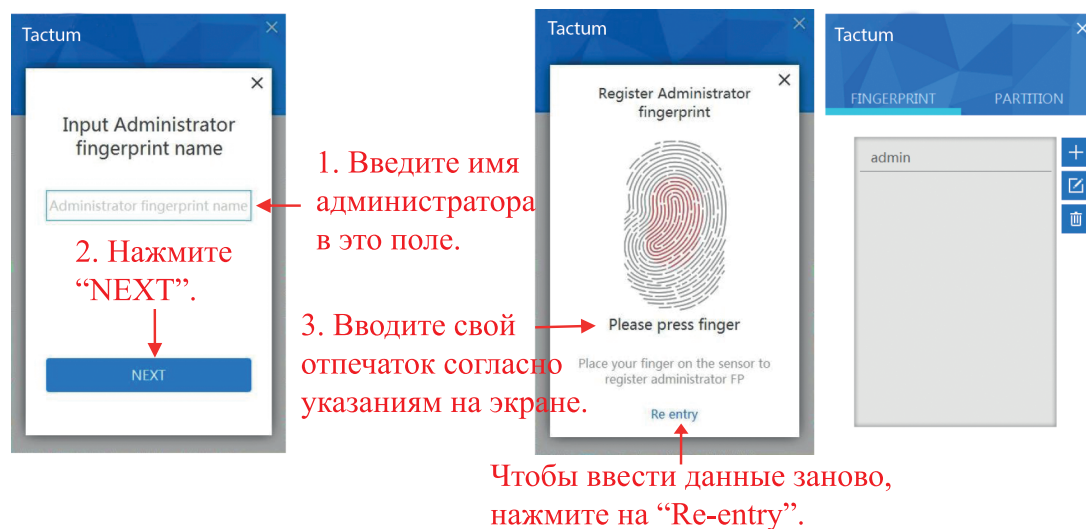 Tactum
Input Administrator
fingerprint name
Administrator fingerprint name
1. Введите имя
администратора
в это поле.
2. Нажмите
“NEXT”.
NEXT
Tactum
Register Administrator
fingerprint
3. Вводите свой
отпечаток согласно
указаниям на экране.
Please press finger
Place your finger on the sensor to
register administrator FP
Re entry
Чтобы ввести данные заново,
нажмите на “Re-entry”.
Tactum
FINGERPRINT PARTITION
admin